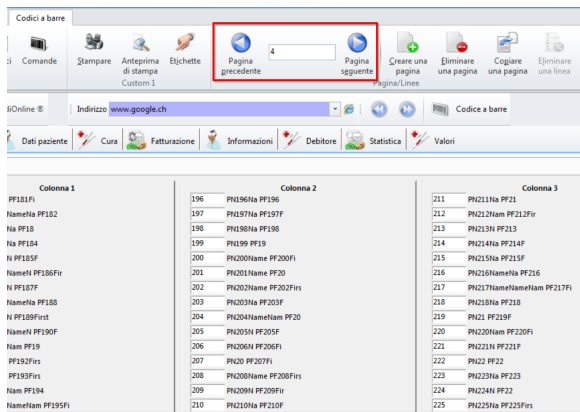 Codici a barre
ci
Comande
Stampare
Anteprima
di stampa
Etichette
Custom 1
Pagina
precedente
4
Pagina
seguente
Creare una
pagina
Eliminare
una pagina
Copiare
una pagina
Eliminare
una linea
Pagina/Linee
diOnline ®
Indirizzo www.google.ch
Codice a barre
Dati paziente
Cura
Fatturazione
Informazioni
Debitore
Statistica
Valori
Colonna 1
PF181Fi
NameNa PF182
Na PF18
Na PF184
N PF185F
NameN PF186Fir
N PF187F
NameNa PF188
N PF189First
NameN PF190F
Nam PF19
PF192Firs
PF193Firs
Nam PF194
NameNam PF195Fi
Colonna 2
196 PN196Na PF196
197 PN197Na PF197F
198 PN198Na PF198
199 PN199 PF19
200 PN200Name PF200Fi
201 PN201Name PF20
202 PN202Name PF202Firs
203 PN203Na PF203F
204 PN204NameNam PF20
205 PN205N PF205F
206 PN206N PF206Fi
207 PN20 PF207Fi
208 PN208Name PF208Firs
209 PN209N PF209Fir
210 PN210Na PF210F
Colonna 3
211 PN211Na PF21
212 PN212Nam PF212Fir
213 PN213N PF213
214 PN214Na PF214F
215 PN215Na PF215F
216 PN216NameNa PF216
217 PN217NameNameNam PF217Fi
218 PN218Na PF218
219 PN21 PF219F
220 PN220Nam PF220Fi
221 PN221N PF221F
222 PN22 PF22
223 PN223Na PF223
224 PN224N PF22
225 PN225Na PF225Firs